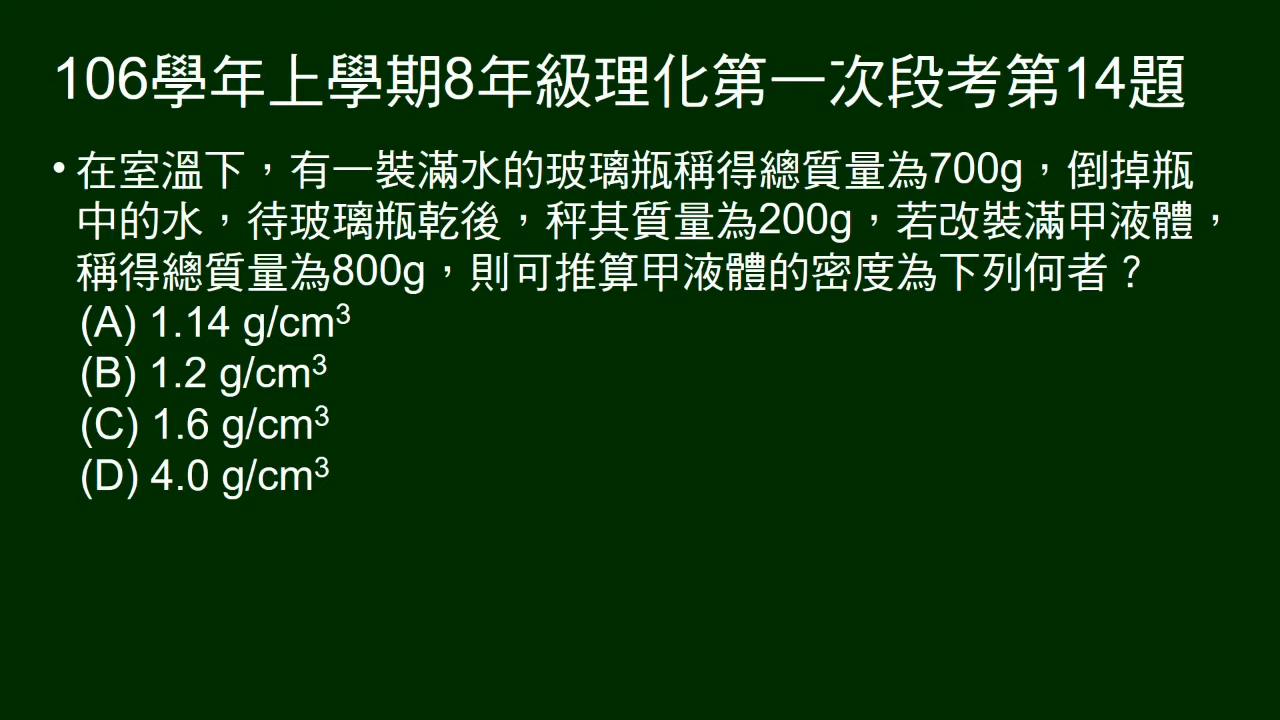 106學年上學期8年級理化第一次段考第14題
• 在室溫下，有一裝滿水的玻璃瓶稱得總質量為700g，倒掉瓶
中的水，待玻璃瓶乾後，秤其質量為200g，若改裝滿甲液體，
稱得總質量為800g，則可推算甲液體的密度為下列何者？
(A) 1.14 g/cm³
(B) 1.2 g/cm³
(C) 1.6 g/cm³
(D) 4.0 g/cm³